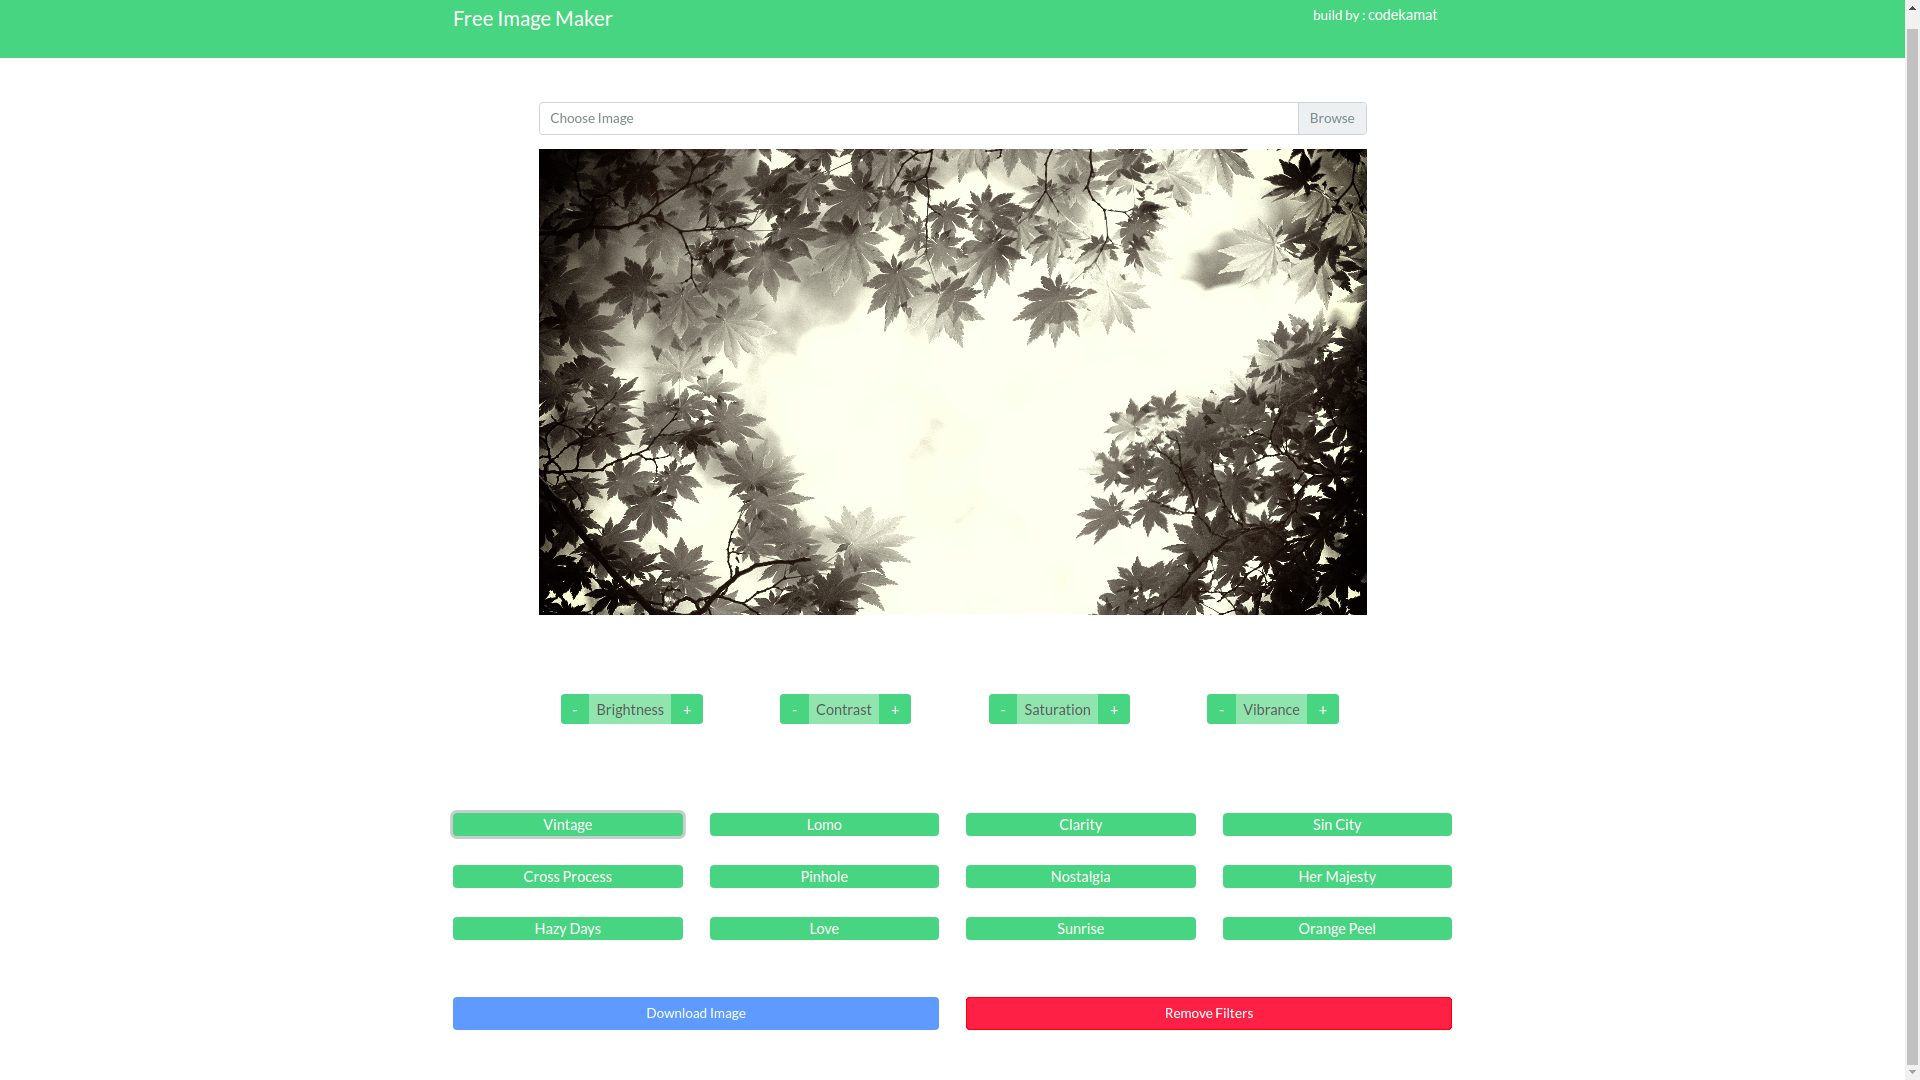 Free Image Maker
build by : codekamat
Choose Image
Browse
- Brightness +
- Contrast +
- Saturation +
- Vibrance +
Vintage
Lomo
Clarity
Sin City
Cross Process
Pinhole
Nostalgia
Her Majesty
Hazy Days
Love
Sunrise
Orange Peel
Download Image
Remove Filters